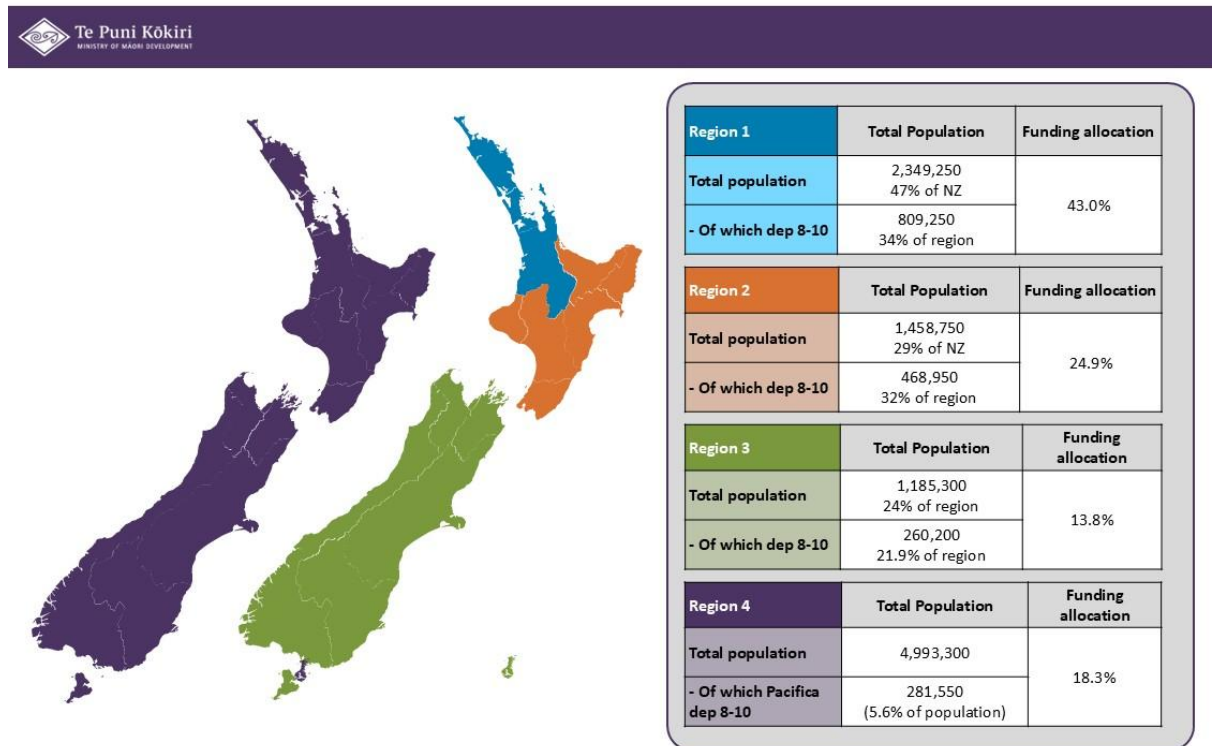 Te Puni Kōkiri
MINISTRY OF MĀORI DEVELOPMENT
Region 1 Total Population Funding allocation
Total population 2,349,250
47% of NZ
43.0%
- Of which dep 8-10 809,250
34% of region
Region 2 Total Population Funding allocation
Total population 1,458,750
29% of NZ
24.9%
- Of which dep 8-10 468,950
32% of region
Region 3 Total Population Funding
allocation
Total population 1,185,300
24% of region
13.8%
- Of which dep 8-10 260,200
21.9% of region
Region 4 Total Population Funding
allocation
Total population 4,993,300
18.3%
- Of which Pacifica
dep 8-10
281,550
(5.6% of population)